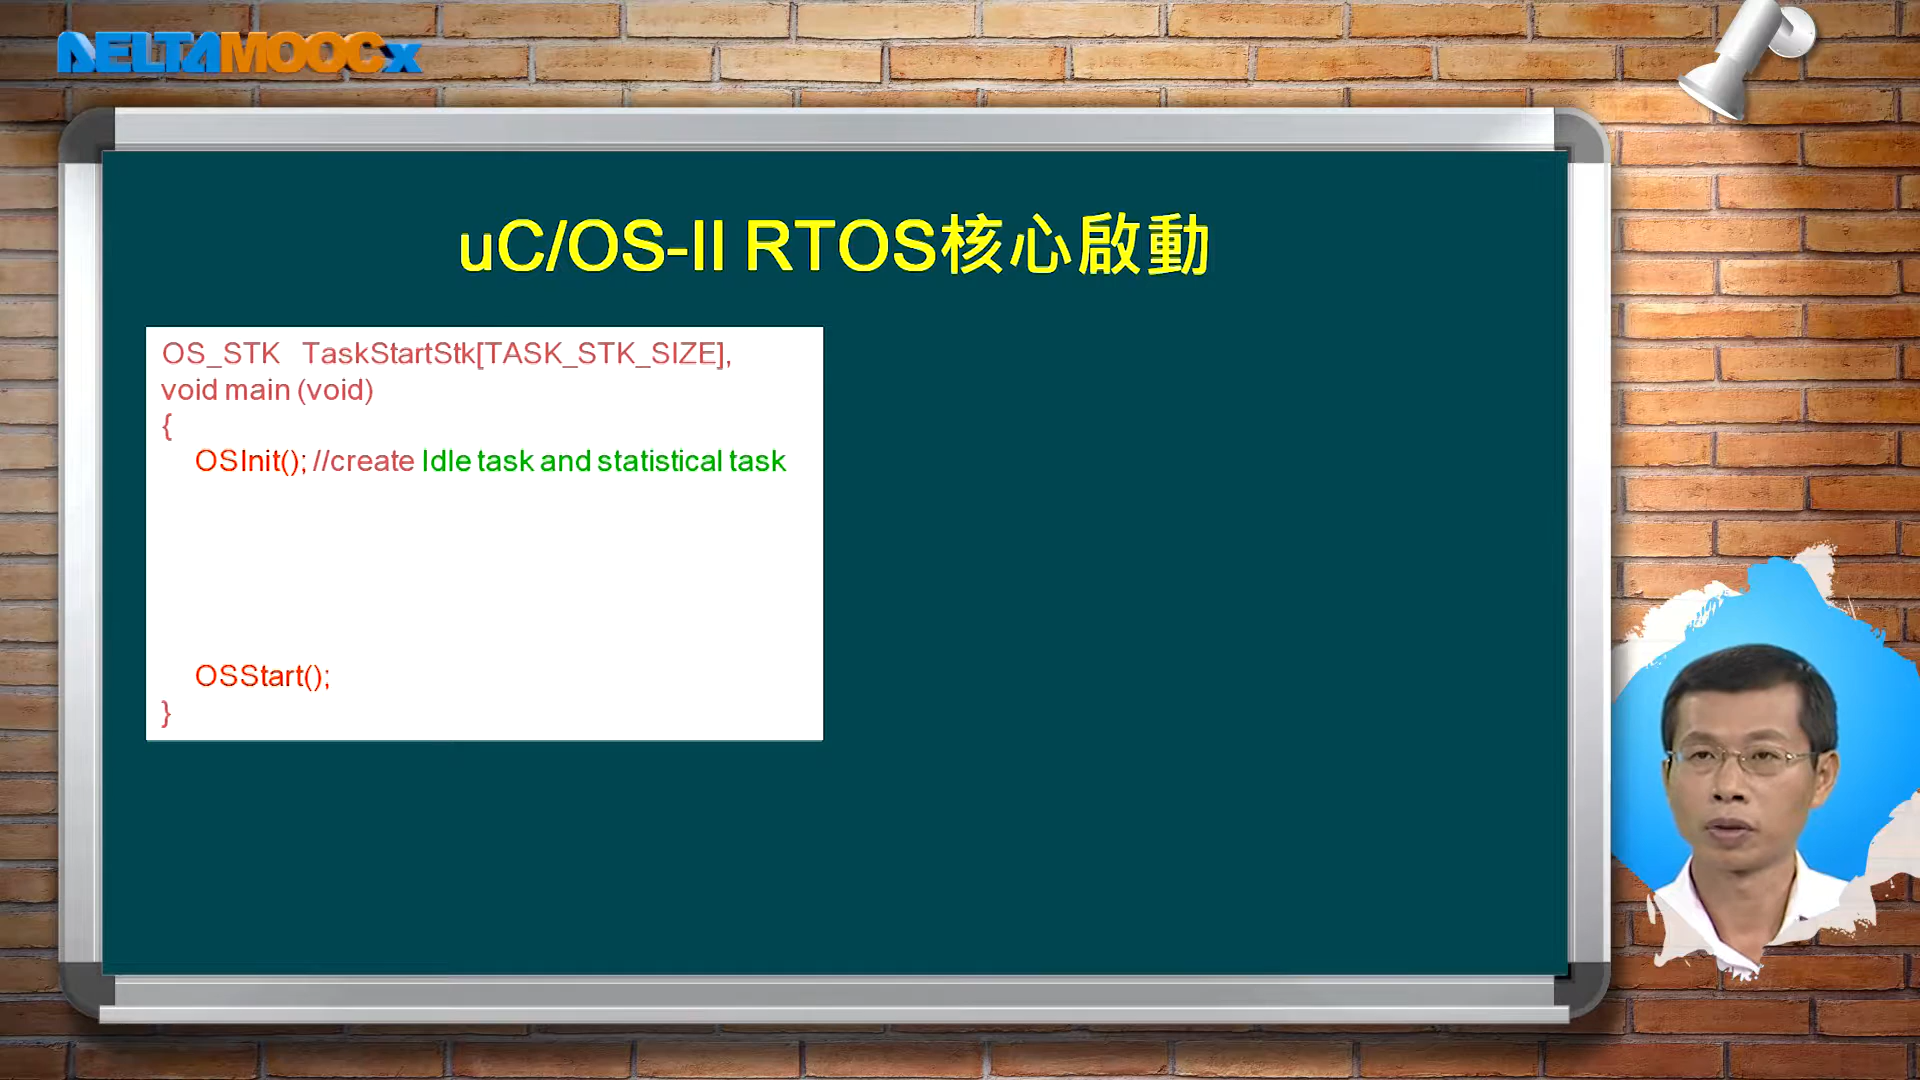 DELTAMOOCx
uC/OS-II RTOS核心啟動
OS_STK TaskStartStk[TASK_STK_SIZE],
void main (void)
{
OSInit(); //create Idle task and statistical task
OSStart();
}